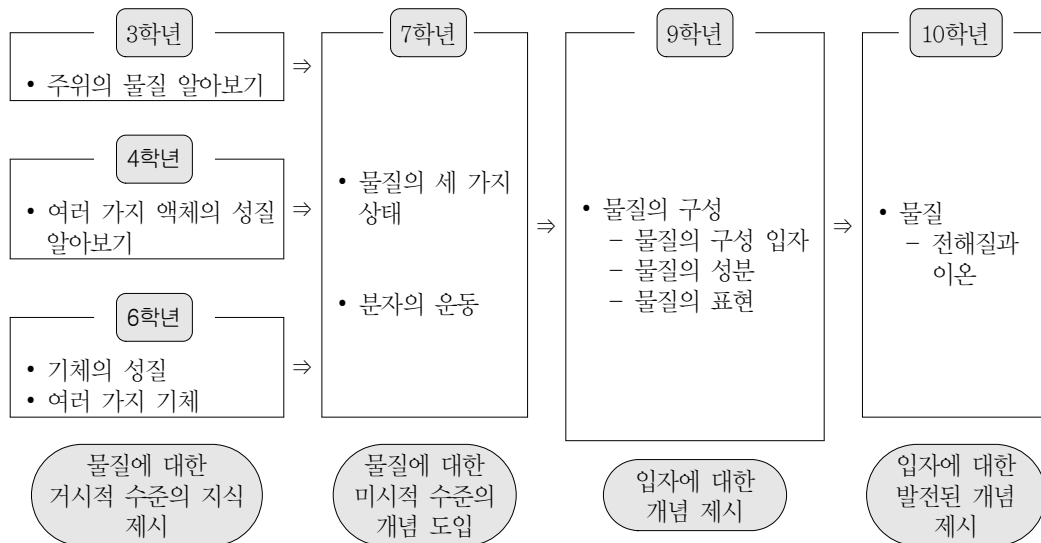 3학년
• 주위의 물질 알아보기
⇒
4학년
• 여러 가지 액체의 성질
알아보기
⇒
6학년
• 기체의 성질
• 여러 가지 기체
⇒
물질에 대한
거시적 수준의 지식
제시
7학년
• 물질의 세 가지
상태
• 분자의 운동
⇒
물질에 대한
미시적 수준의
개념 도입
9학년
• 물질의 구성
− 물질의 구성 입자
− 물질의 성분
− 물질의 표현
⇒
입자에 대한
개념 제시
10학년
• 물질
− 전해질과
이온
입자에 대한
발전된 개념
제시